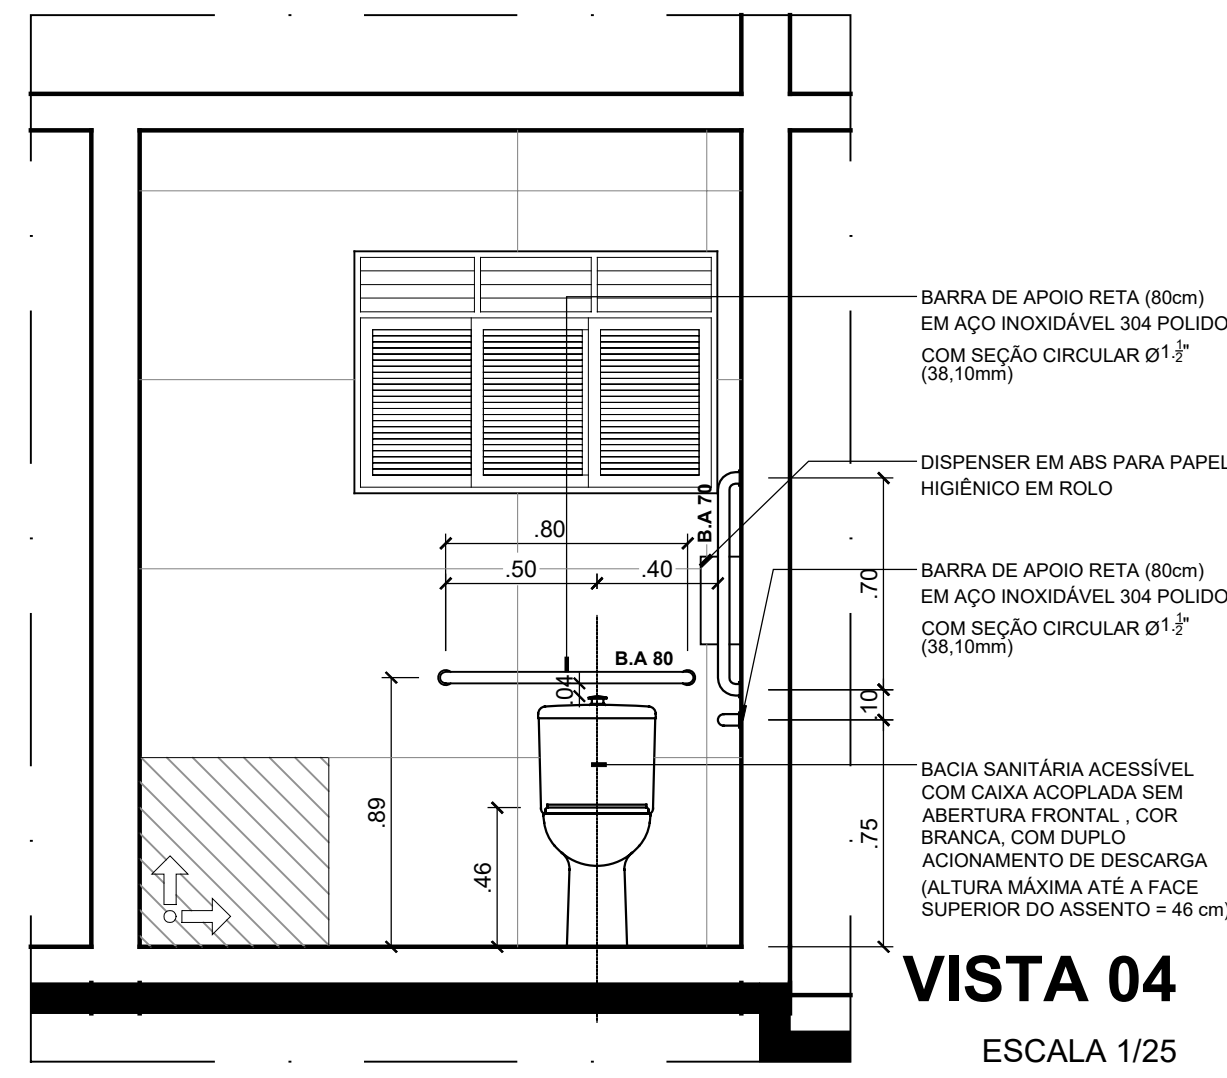 BARRA DE APOIO RETA (80cm)
EM AÇO INOXIDÁVEL 304 POLIDO
COM SEÇÃO CIRCULAR Ø1.½"
(38,10mm)
DISPENSER EM ABS PARA PAPEL
HIGIÊNICO EM ROLO
B.A 70
.80
.50
.40
.70
BARRA DE APOIO RETA (80cm)
EM AÇO INOXIDÁVEL 304 POLIDO
COM SEÇÃO CIRCULAR Ø1.½"
(38,10mm)
B.A 80
.04
.10
.89
.46
.75
BACIA SANITÁRIA ACESSÍVEL
COM CAIXA ACOPLADA SEM
ABERTURA FRONTAL , COR
BRANCA, COM DUPLO
ACIONAMENTO DE DESCARGA
(ALTURA MÁXIMA ATÉ A FACE
SUPERIOR DO ASSENTO = 46 cm)
VISTA 04
ESCALA 1/25